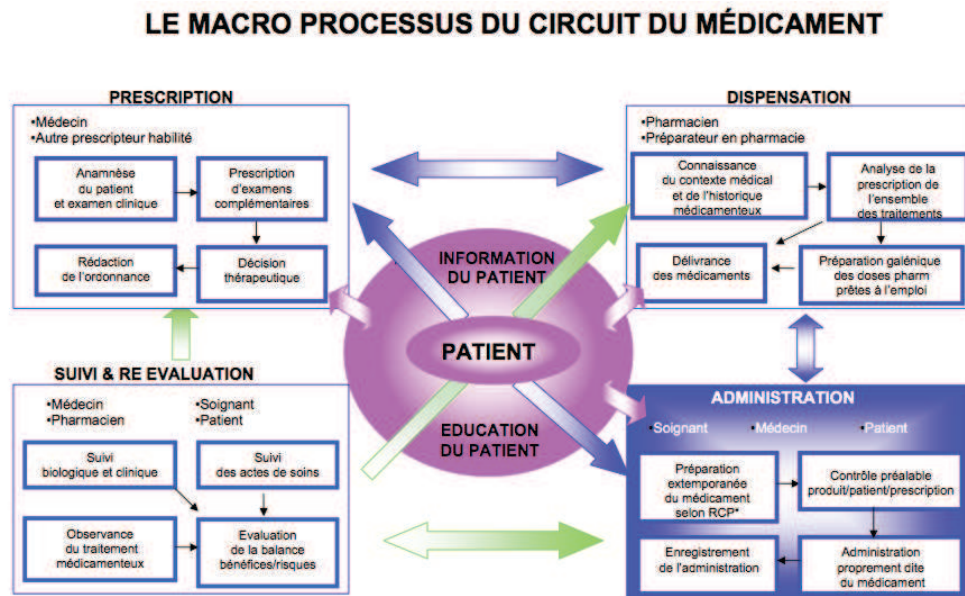 LE MACRO PROCESSUS DU CIRCUIT DU MÉDICAMENT
PRESCRIPTION
•Médecin
•Autre prescripteur habilité
Anamnèse
du patient
et examen clinique
Prescription
d'examens
complémentaires
Rédaction
de l'ordonnance
Décision
thérapeutique
DISPENSATION
•Pharmacien
•Préparateur en pharmacie
Connaissance
du contexte médical
et de l'historique
médicamenteux
Analyse de la
prescription de
l'ensemble
des traitements
Délivrance
des médicaments
Préparation galénique
des doses pharm
prêtes à l'emploi
INFORMATION
DU PATIENT
PATIENT
EDUCATION
DU PATIENT
SUIVI & RE EVALUATION
•Médecin
•Pharmacien
•Soignant
•Patient
Suivi
biologique et clinique
Suivi
des actes de soins
Observance
du traitement
médicamenteux
Evaluation
de la balance
bénéfices/risques
ADMINISTRATION
•Soignant
•Médecin
•Patient
Préparation
extemporanée
du médicament
selon RCP*
Contrôle préalable
produit/patient/prescription
Enregistrement
de l'administration
Administration
proprement dite
du médicament